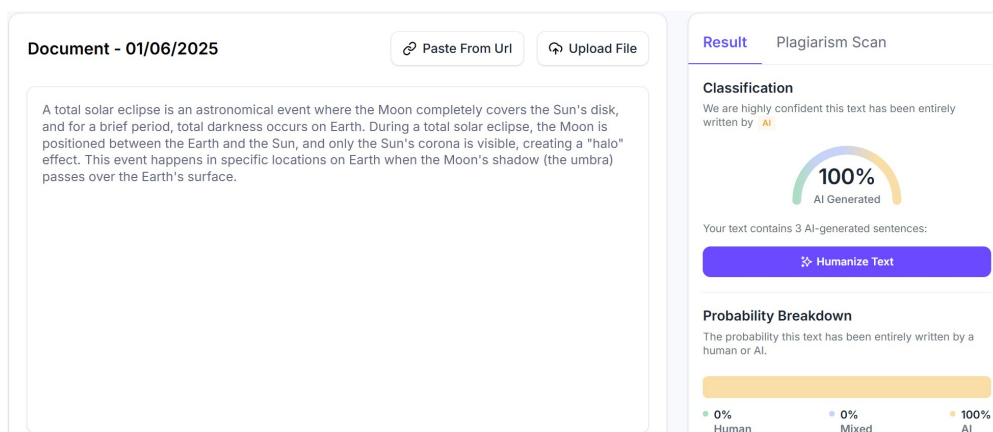 Document - 01/06/2025
Paste From Url
Upload File
A total solar eclipse is an astronomical event where the Moon completely covers the Sun's disk,
and for a brief period, total darkness occurs on Earth. During a total solar eclipse, the Moon is
positioned between the Earth and the Sun, and only the Sun's corona is visible, creating a "halo"
effect. This event happens in specific locations on Earth when the Moon's shadow (the umbra)
passes over the Earth's surface.
Result
Plagiarism Scan
Classification
We are highly confident this text has been entirely
written by AI
100%
AI Generated
Your text contains 3 AI-generated sentences:
Humanize Text
Probability Breakdown
The probability this text has been entirely written by a
human or AI.
0%
Human
0%
Mixed
100%
AI